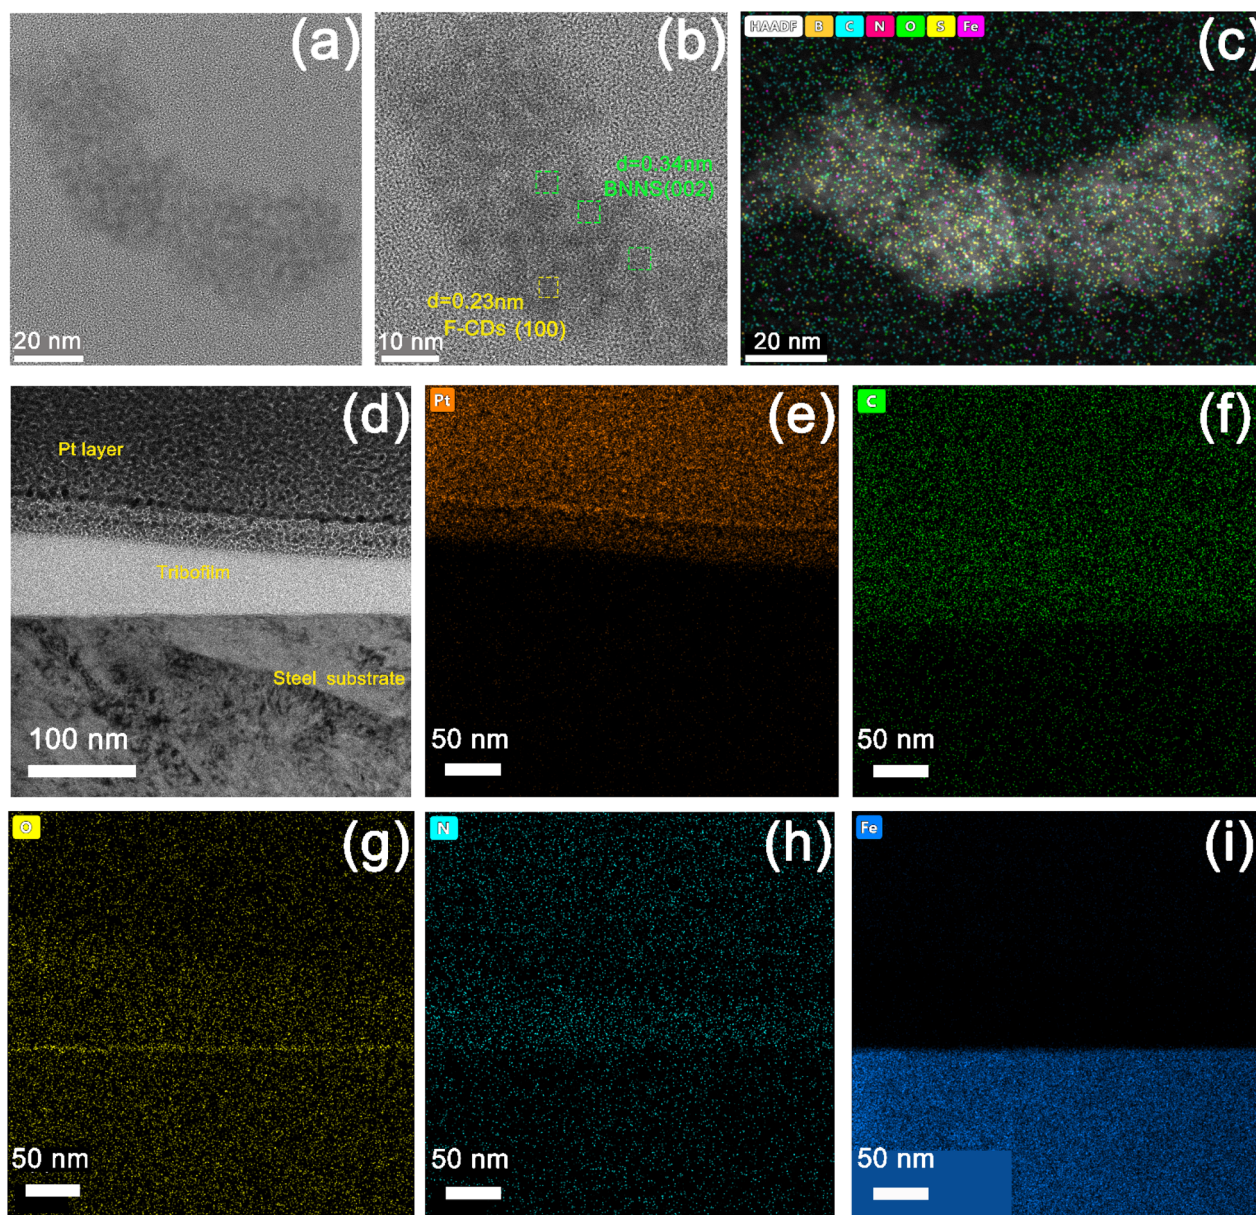 (a)
20 nm
(b)
d=0.34nm
BNNS(002)
d=0.23nm
F-CDs (100)
10 nm
HAADF B C N O S Fe
(c)
20 nm
(d)
Pt layer
Tribofilm
Steel substrate
100 nm
Pt
(e)
50 nm
C
(f)
50 nm
O
(g)
50 nm
N
(h)
50 nm
Fe
(i)
50 nm